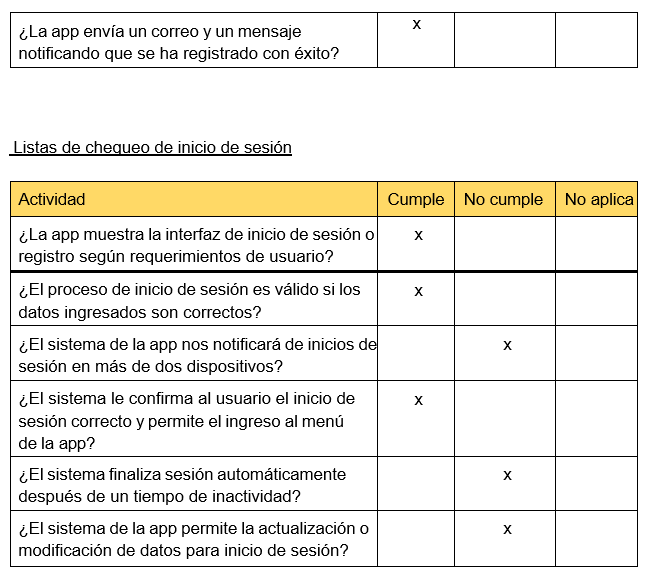 ¿La app envía un correo y un mensaje x
notificando que se ha registrado con éxito?
Listas de chequeo de inicio de sesión
Actividad Cumple No cumple No aplica
¿La app muestra la interfaz de inicio de sesión o x
registro según requerimientos de usuario?
¿El proceso de inicio de sesión es válido si los x
datos ingresados son correctos?
¿El sistema de la app nos notificará de inicios de x
sesión en más de dos dispositivos?
¿El sistema le confirma al usuario el inicio de x
sesión correcto y permite el ingreso al menú
de la app?
¿El sistema finaliza sesión automáticamente x
después de un tiempo de inactividad?
¿El sistema de la app permite la actualización o x
modificación de datos para inicio de sesión?